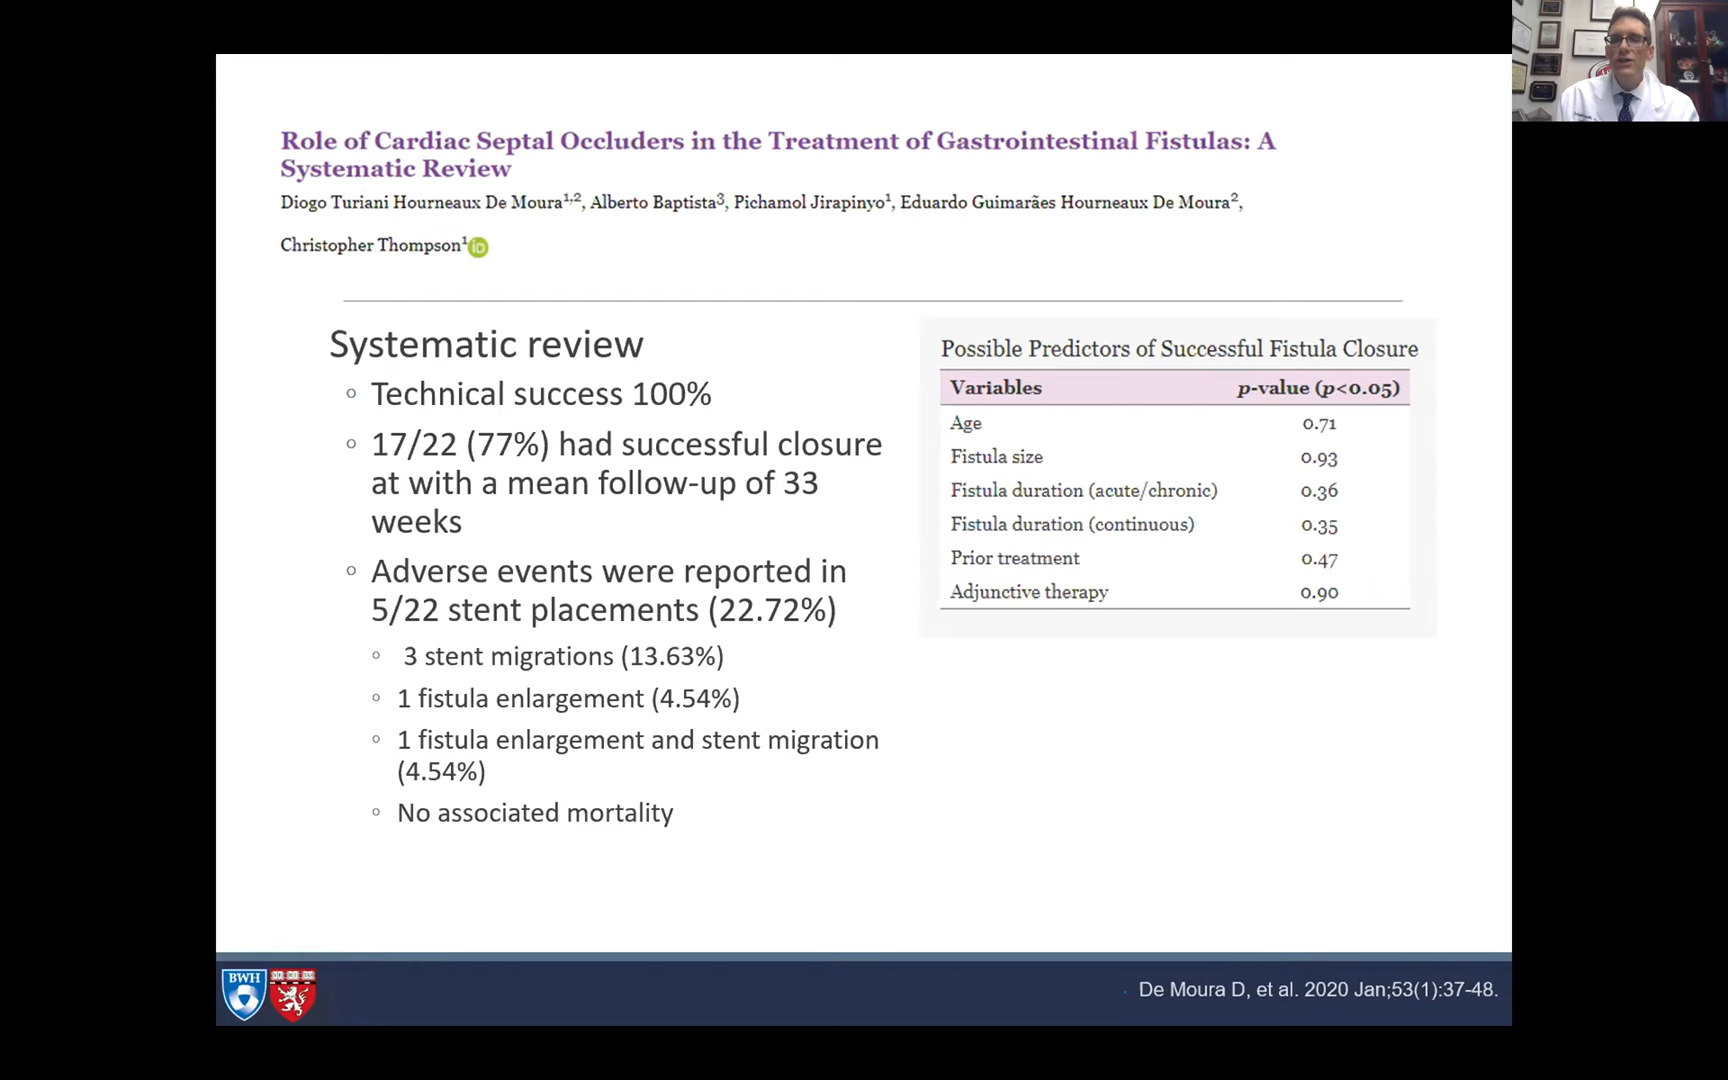 Role of Cardiac Septal Occluders in the Treatment of Gastrointestinal Fistulas: A
Systematic Review
Diogo Turiani Hourneaux De Moura1,2, Alberto Baptista3, Pichamol Jirapinyo1, Eduardo Guimarães Hourneaux De Moura2,
Christopher Thompson1 iD
Systematic review
Technical success 100%
17/22 (77%) had successful closure
at with a mean follow-up of 33
weeks
Adverse events were reported in
5/22 stent placements (22.72%)
3 stent migrations (13.63%)
1 fistula enlargement (4.54%)
1 fistula enlargement and stent migration
(4.54%)
No associated mortality
Possible Predictors of Successful Fistula Closure
Variables p-value (p<0.05)
Age 0.71
Fistula size 0.93
Fistula duration (acute/chronic) 0.36
Fistula duration (continuous) 0.35
Prior treatment 0.47
Adjunctive therapy 0.90
BWH
De Moura D, et al. 2020 Jan;53(1):37-48.